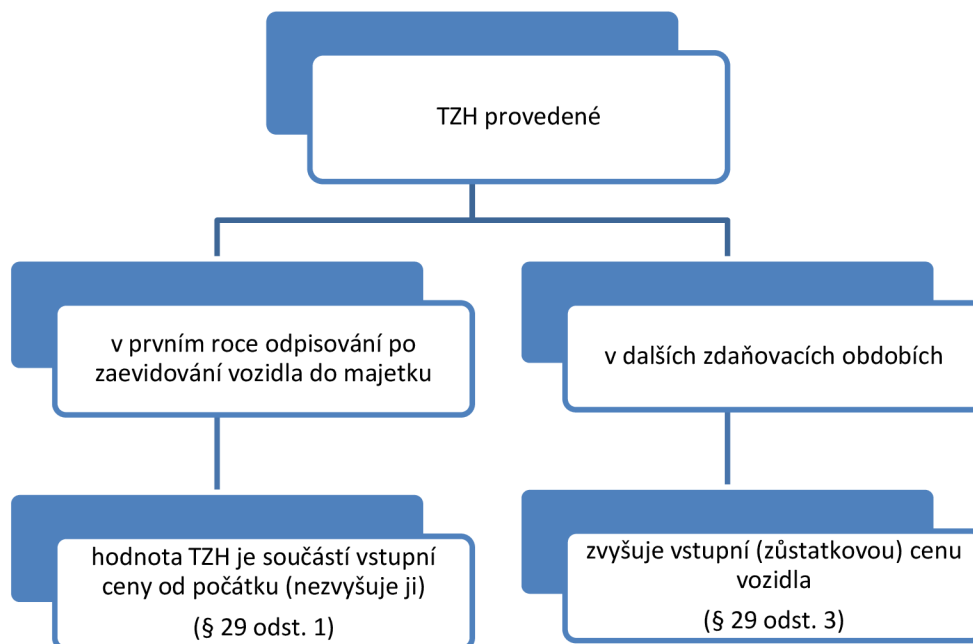 TZH provedené
v prvním roce odpisování po
zaevidování vozidla do majetku
v dalších zdaňovacích obdobích
hodnota TZH je součástí vstupní
ceny od počátku (nezvyšuje ji)
(§ 29 odst. 1)
zvyšuje vstupní (zůstatkovou) cenu
vozidla
(§ 29 odst. 3)